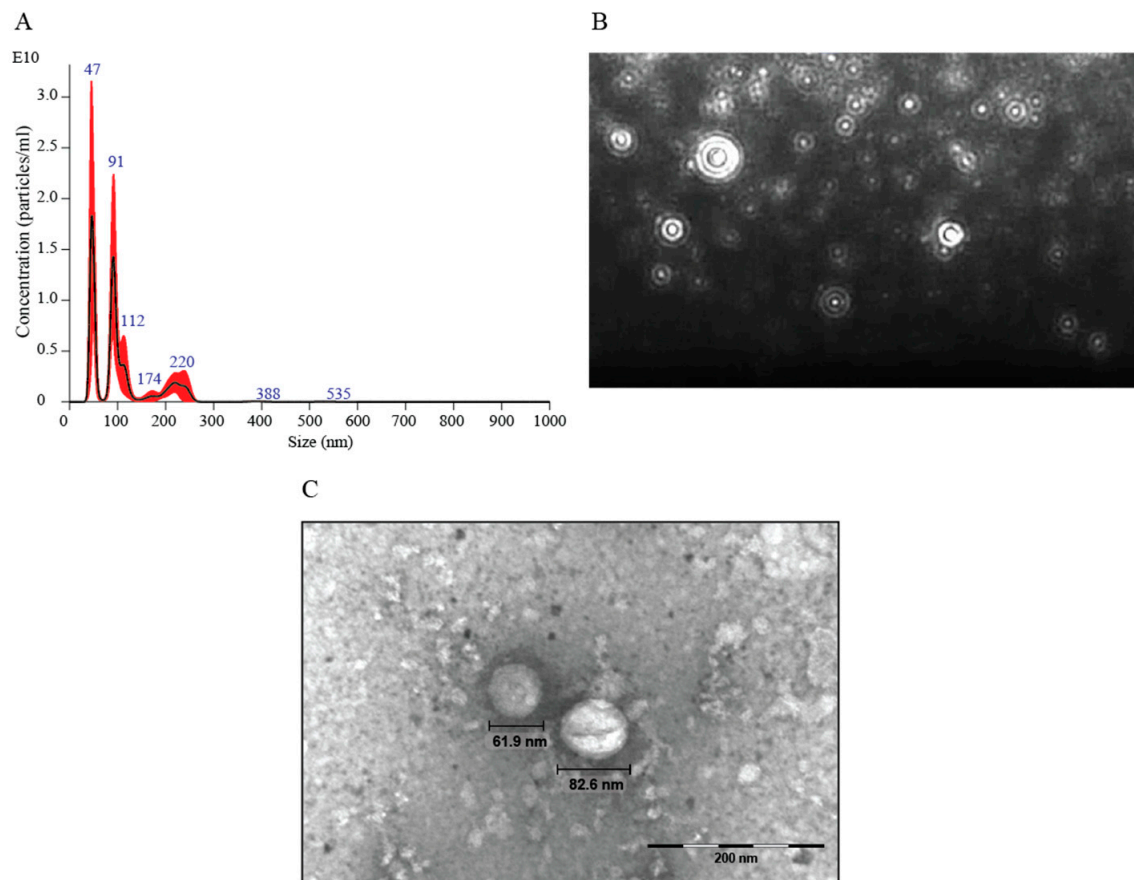 A
E10
Concentration (particles/ml)
3.0
2.5
2.0
1.5
1.0
0.5
0
47
91
112
174
220
388
535
0 100 200 300 400 500 600 700 800 900 1000
Size (nm)
B
C
61.9 nm
82.6 nm
200 nm